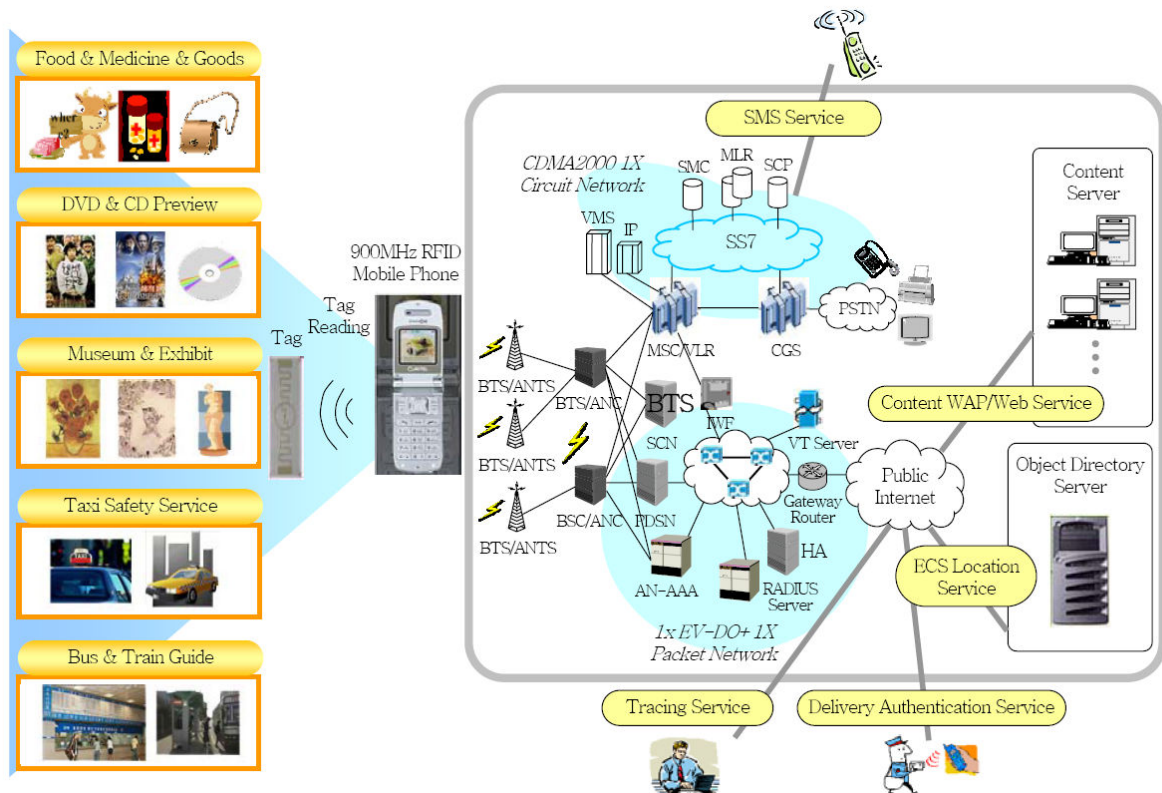 Food & Medicine & Goods
wher
e?
DVD & CD Preview
Museum & Exhibit
Taxi Safety Service
Bus & Train Guide
Tag
Tag
Reading
900MHz RFID
Mobile Phone
SMS Service
CDMA2000 1X
Circuit Network
SMC
MLR
SCP
VMS
IP
SS7
MSC/VLR
CGS
PSTN
BTS/ANTS
BTS/ANTS
BTS/ANTS
BTS/ANC
BSC/ANC
BTS
SCN
IWF
VT Server
PDSN
Gateway
Router
Public
Internet
AN-AAA
RADIUS
Server
HA
1x EV-DO+ 1X
Packet Network
Content
Server
Content WAP/Web Service
Object Directory
Server
ECS Location
Service
Tracing Service
Delivery Authentication Service